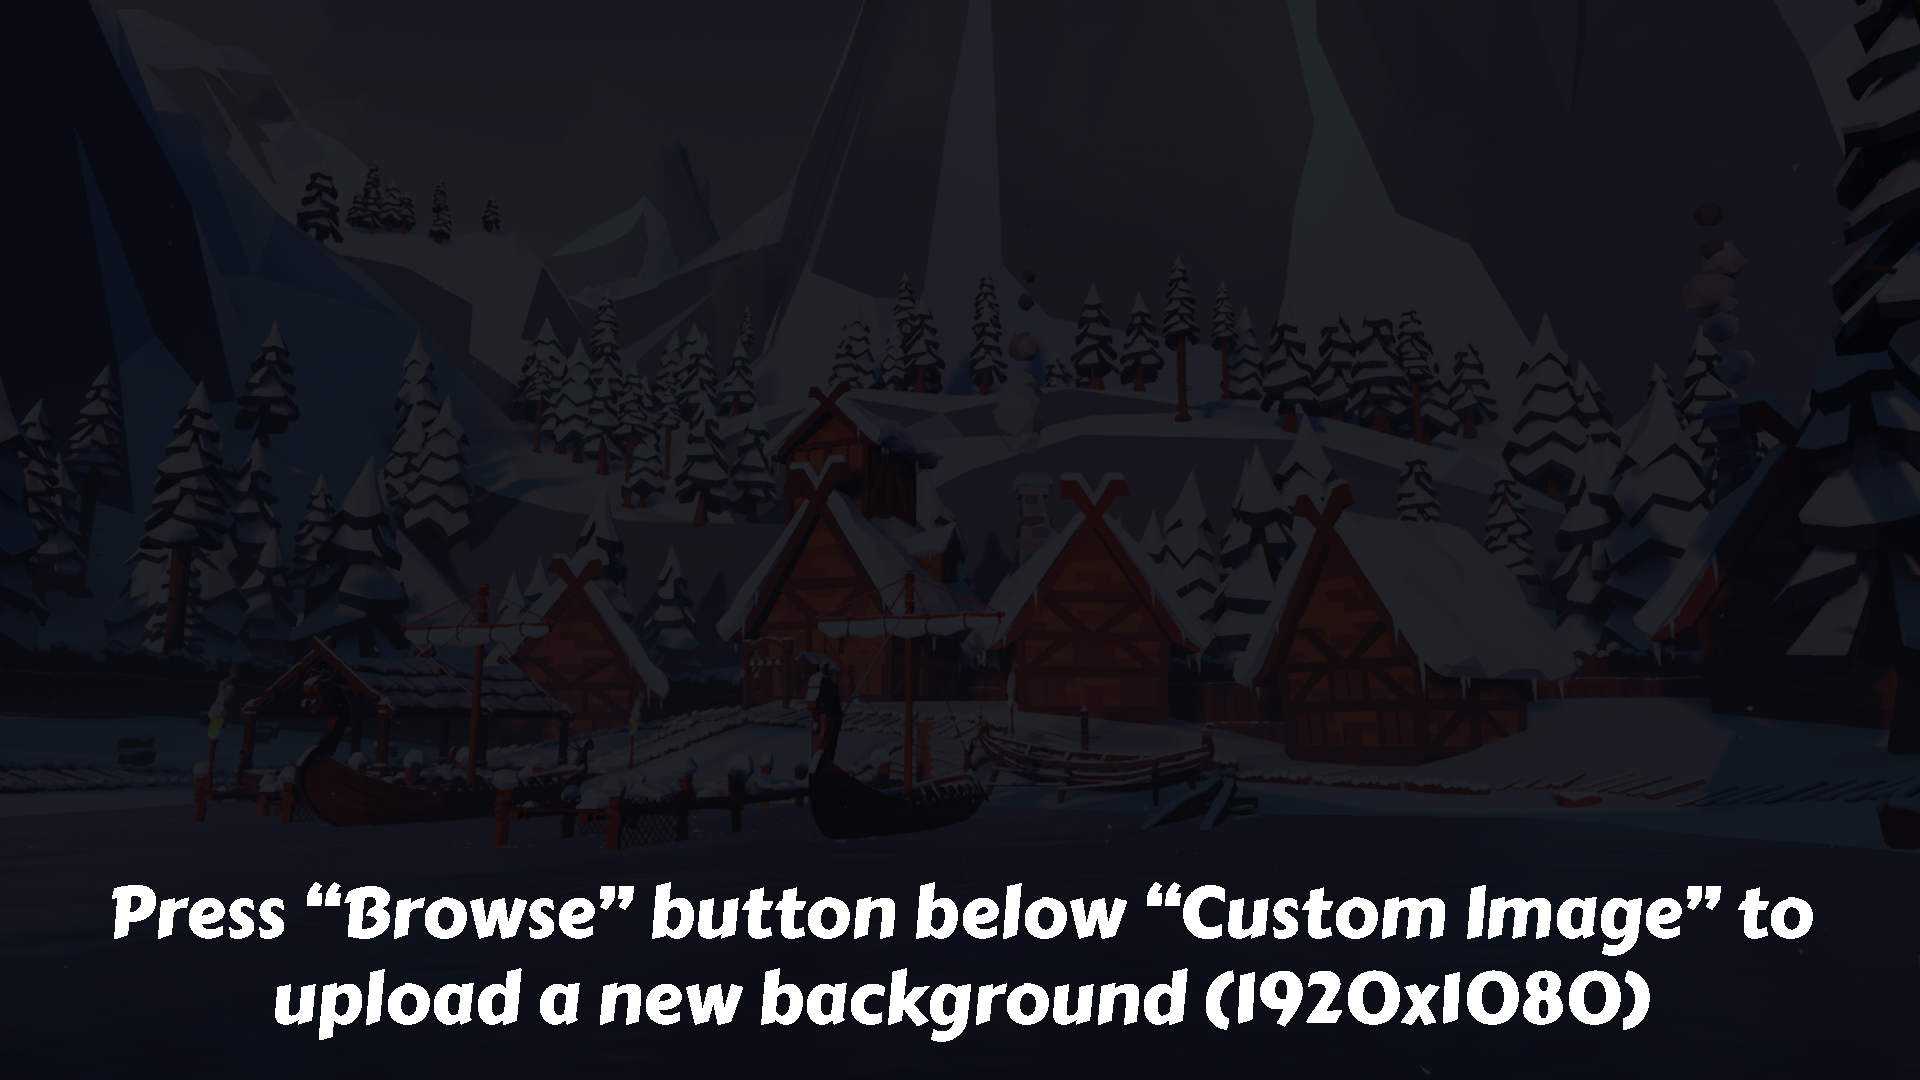 Press “Browse” button below “Custom Image” to
upload a new background (1920x1080)